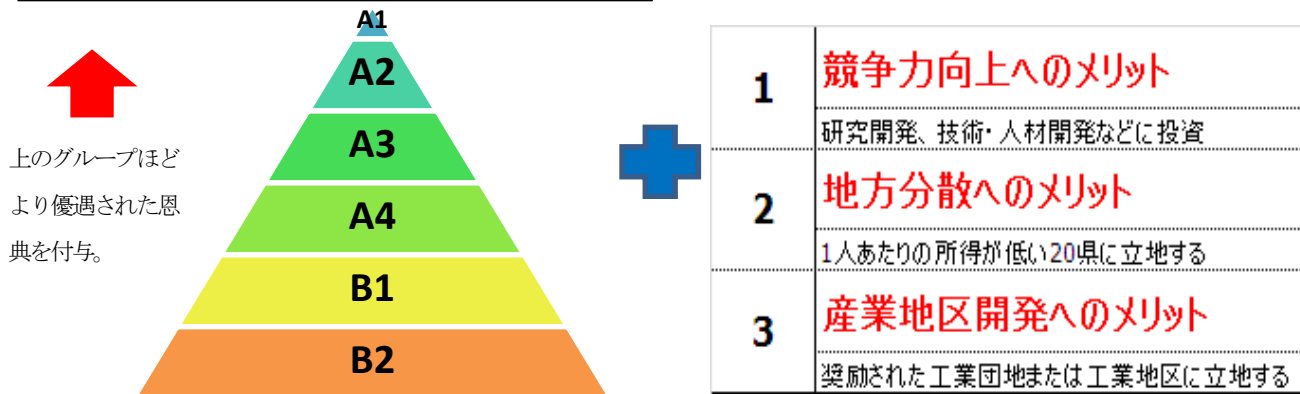 A1
A2
A3
A4
B1
B2
上のグループほど
より優遇された恩
典を付与。
1
競争力向上へのメリット
研究開発、技術・人材開発などに投資
2
地方分散へのメリット
1人あたりの所得が低い20県に立地する
3
産業地区開発へのメリット
奨励された工業団地または工業地区に立地する